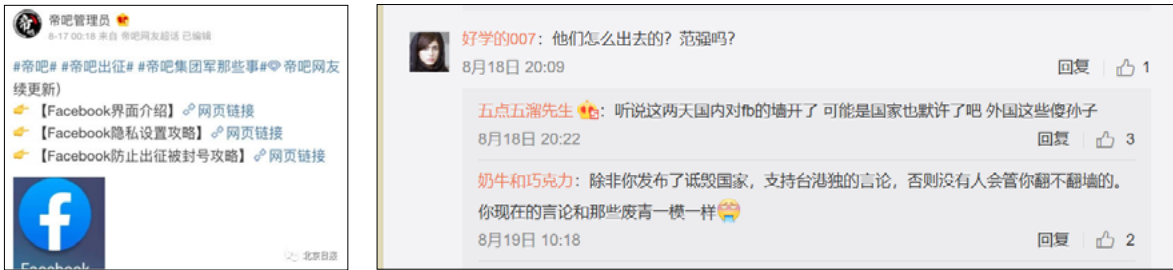 帝吧管理员
8-17 00:18 来自 帝吧网友超话 已编辑
#帝吧# #帝吧出征# #帝吧集团军那些事# 帝吧网友
续更新)
【Facebook界面介绍】网页链接
【Facebook隐私设置攻略】网页链接
【Facebook防止出征被封号攻略】网页链接
Facebook
北京日语
好学的007：他们怎么出去的？范强吗？
8月18日 20:09
回复 1
五点五溜先生：听说这两天国内对fb的墙开了 可能是国家也默许了吧 外国这些傻孙子
8月18日 20:22
回复 3
奶牛和巧克力：除非你发布了诋毁国家，支持台港独的言论，否则没有人会管你翻不翻墙的。
你现在的言论和那些废青一模一样
8月19日 10:18
回复 2